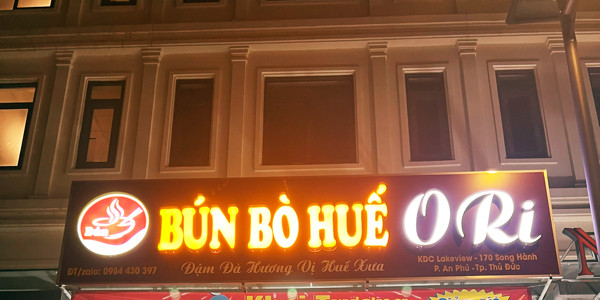 BÚN BÒ HUẾ ORi
ĐT/zalo: 0984 430 397
Đậm Đà Hương Vị Huế Xưa
KDC Lakeview - 170 Song Hành
P. An Phú - Tp. Thủ Đức